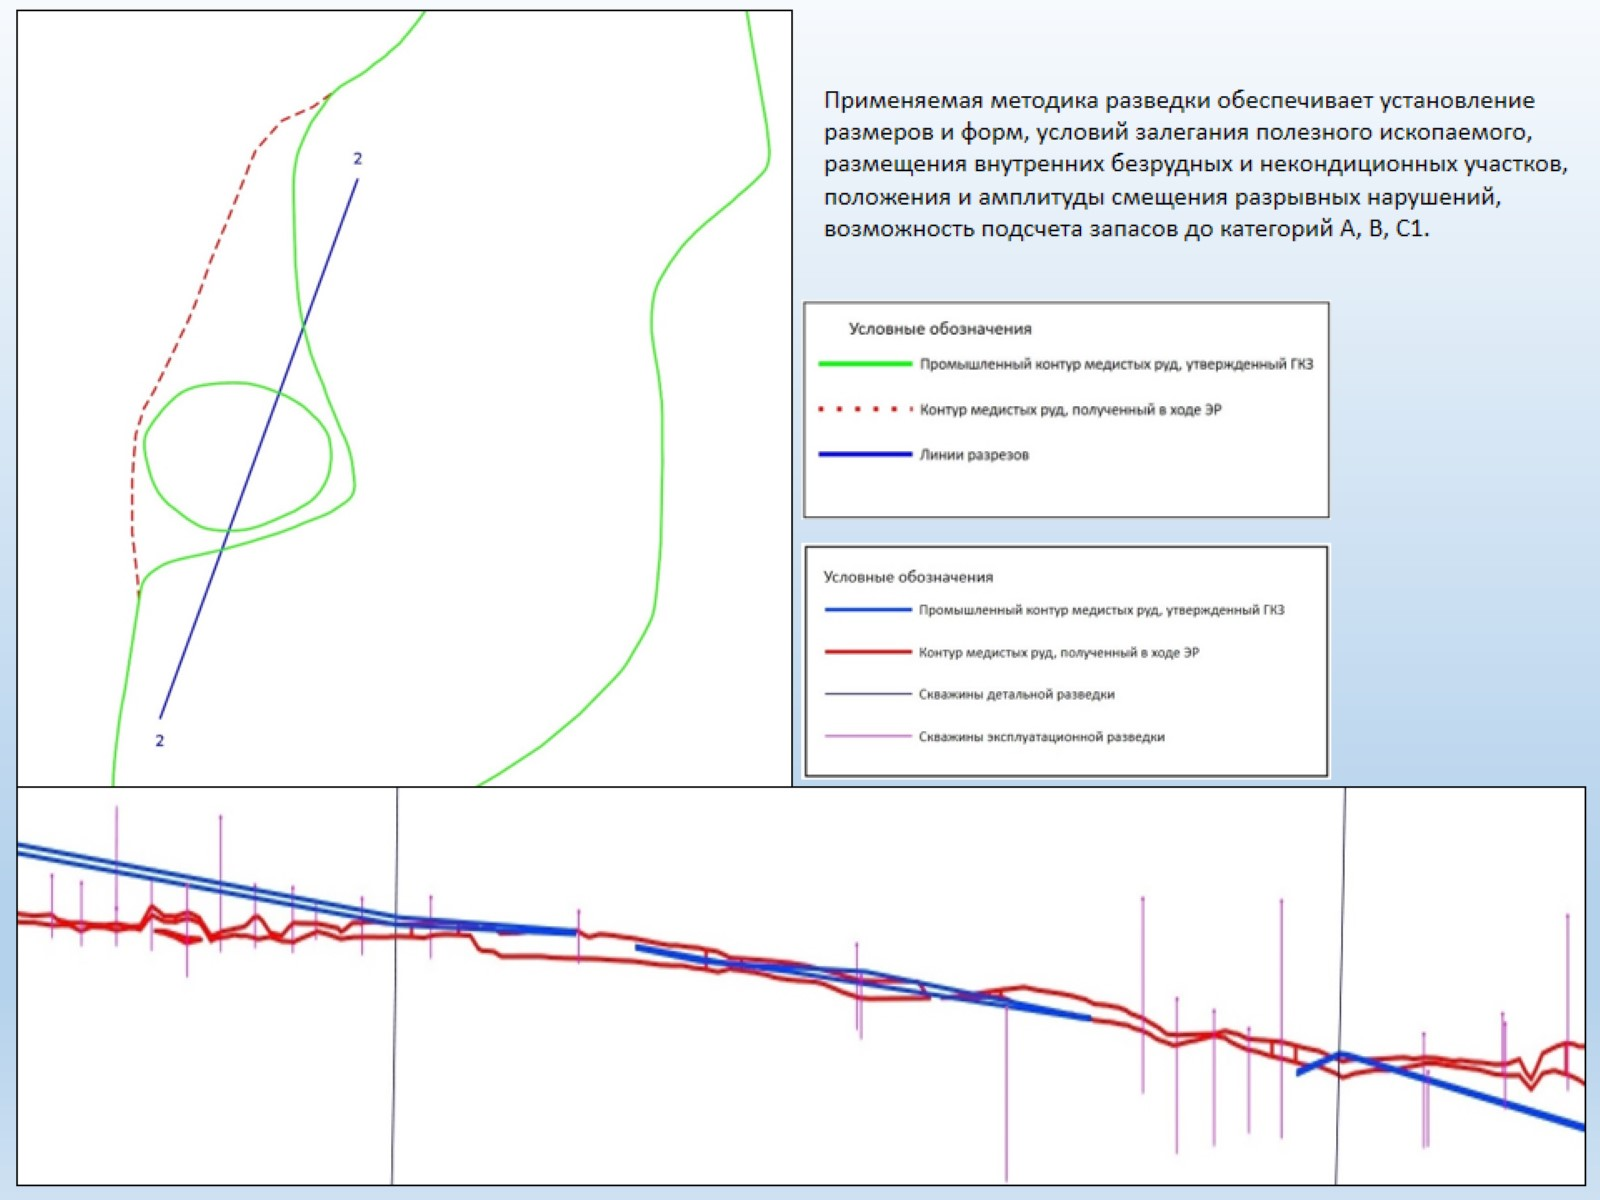 Применяемая методика разведки обеспечивает установление
размеров и форм, условий залегания полезного ископаемого,
размещения внутренних безрудных и некондиционных участков,
положения и амплитуды смещения разрывных нарушений,
возможность подсчета запасов до категорий А, В, С1.
2
2
Условные обозначения
Промышленный контур медистых руд, утвержденный ГКЗ
Контур медистых руд, полученный в ходе ЭР
Линии разрезов
Условные обозначения
Промышленный контур медистых руд, утвержденный ГКЗ
Контур медистых руд, полученный в ходе ЭР
Скважины детальной разведки
Скважины эксплуатационной разведки